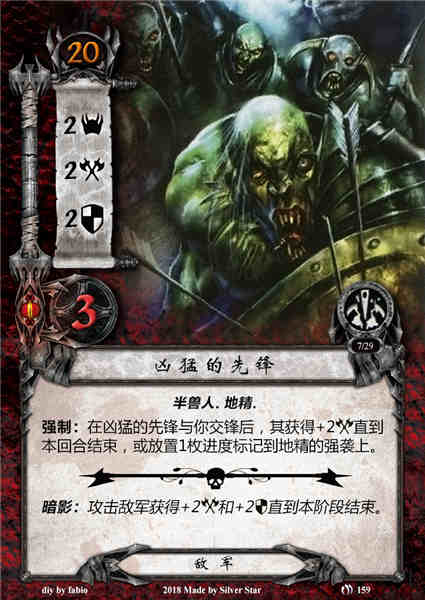 20
2
2
2
3
7/29
凶猛的先锋
半兽人. 地精.
强制：在凶猛的先锋与你交锋后，其获得+2直到
本回合结束，或放置1枚进度标记到地精的强袭上。
暗影：攻击敌军获得+2和+2直到本阶段结束。
敌军
diy by fabio
2018 Made by Silver Star
159